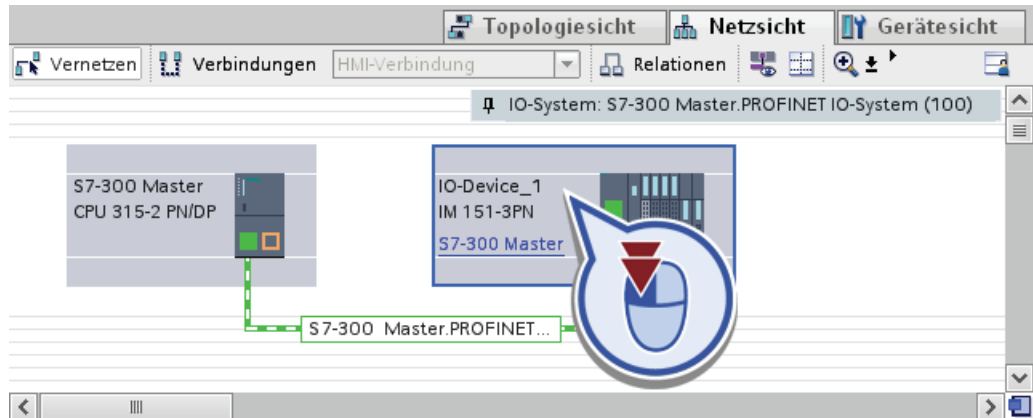 Topologiesicht Netzsicht Gerätesicht
Vernetzen Verbindungen HMI-Verbindung Relationen
IO-System: S7-300 Master.PROFINET IO-System (100)
S7-300 Master
CPU 315-2 PN/DP
IO-Device_1
IM 151-3PN
S7-300 Master
S7-300 Master.PROFINET...